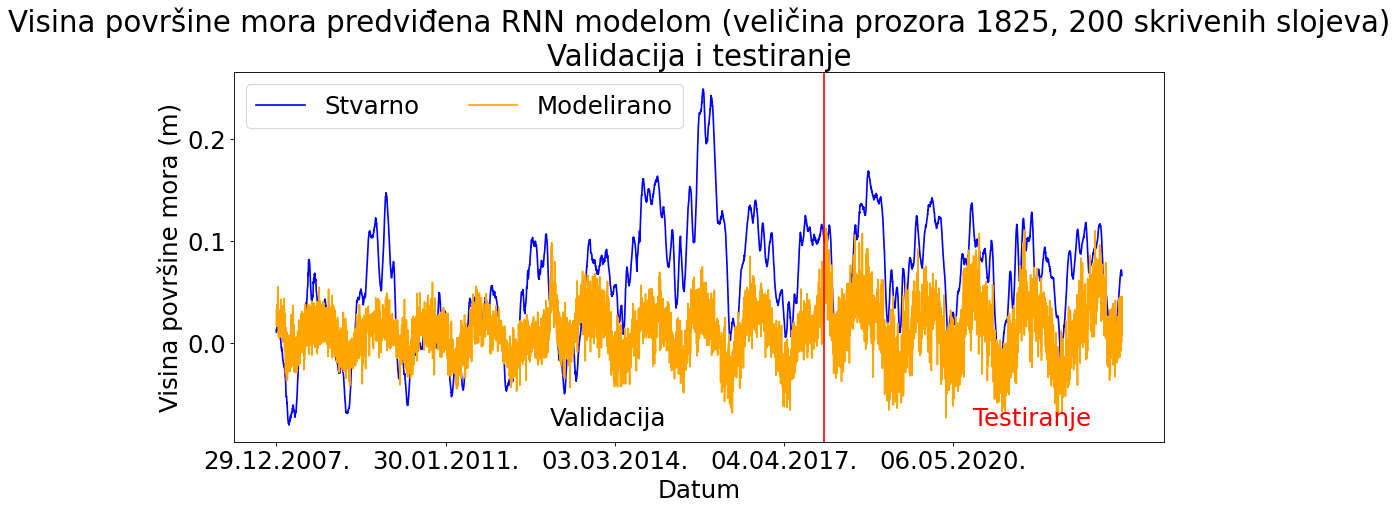 Visina površine mora predviđena RNN modelom (veličina prozora 1825, 200 skrivenih slojeva)
Validacija i testiranje
Stvarno
Modelirano
Visina površine mora (m)
0.2
0.1
0.0
Validacija
Testiranje
29.12.2007.
30.01.2011.
03.03.2014.
04.04.2017.
06.05.2020.
Datum